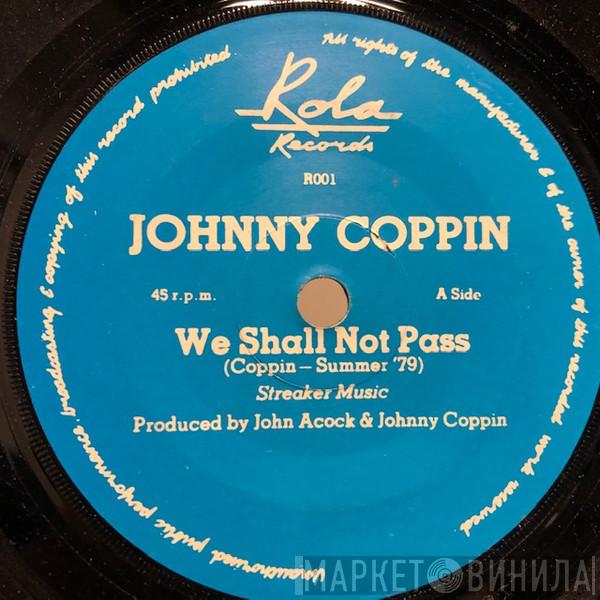 Rola
Records
R001
JOHNNY COPPIN
45 r.p.m.
A Side
We Shall Not Pass
(Coppin – Summer '79)
Streaker Music
Produced by John Acock & Johnny Coppin
All rights of the manufacturer & of the owner of this recorded work reserved
Unauthorised public performance broadcasting & copying of this record prohibited.
МАРКЕТ ВИНИЛА